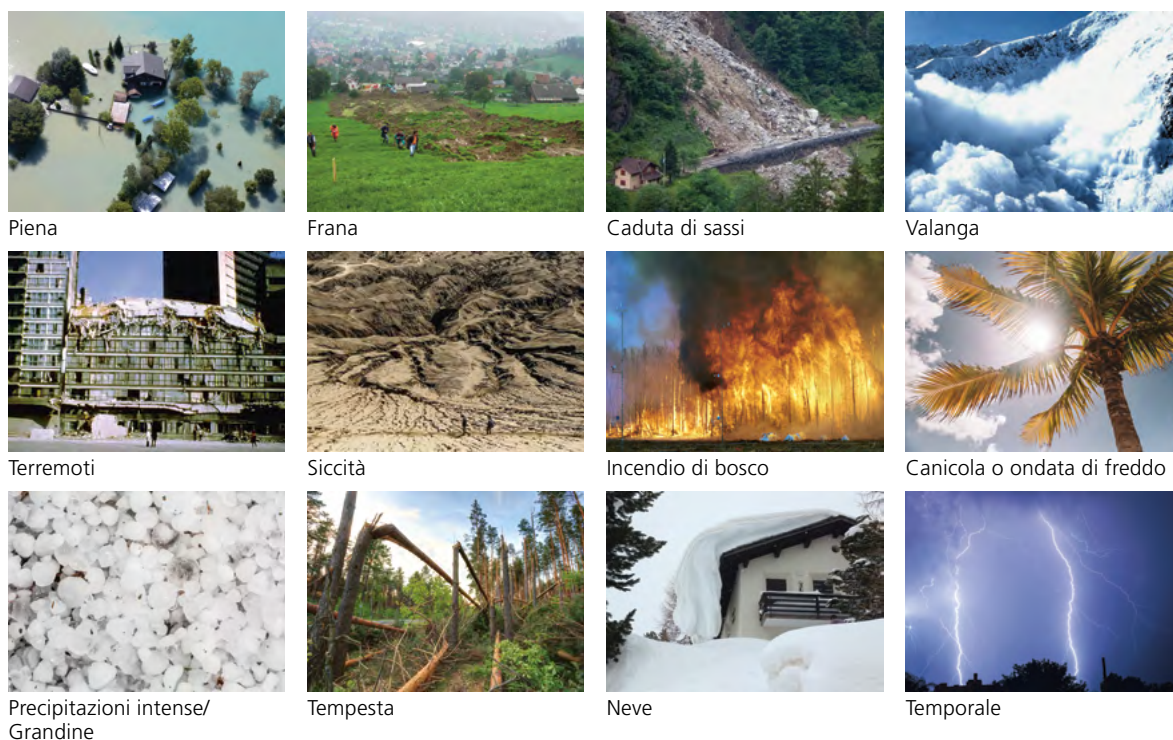 Piena
Frana
Caduta di sassi
Valanga
Terremoti
Siccità
Incendio di bosco
Canicola o ondata di freddo
Precipitazioni intense/
Grandine
Tempesta
Neve
Temporale